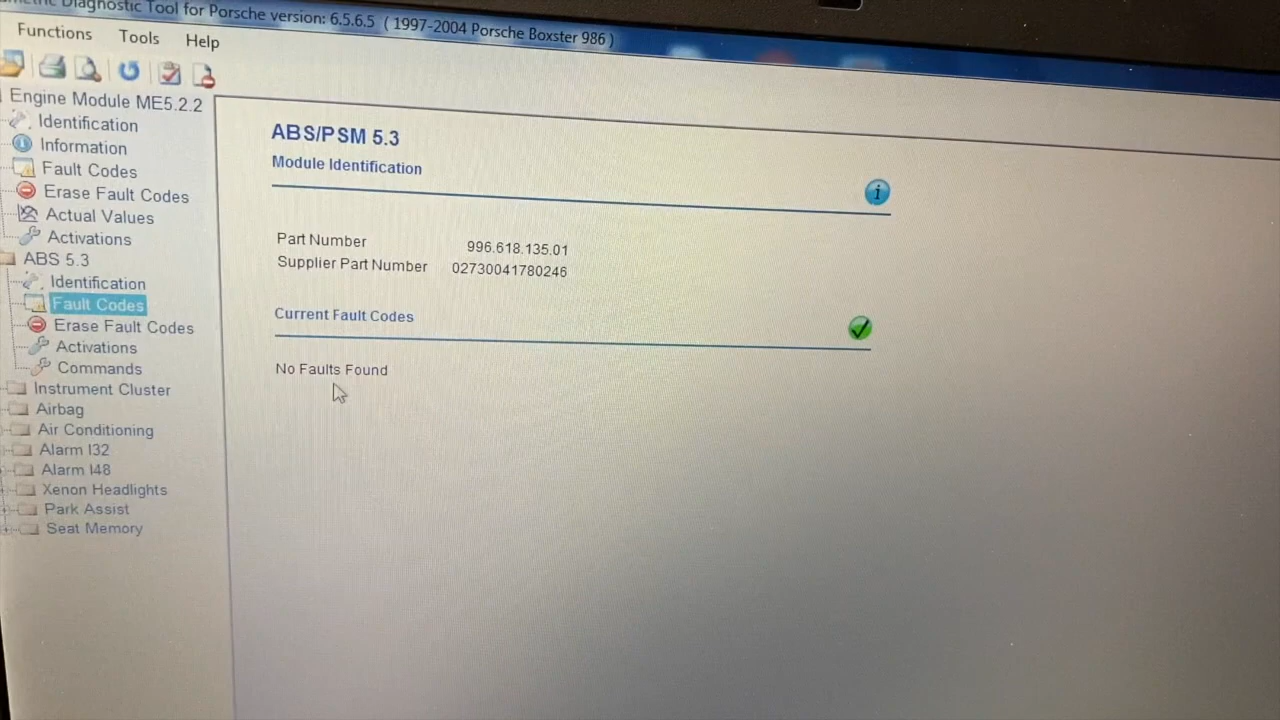 Diagnostic Tool for Porsche version: 6.5.6.5 ( 1997-2004 Porsche Boxster 986 )
Functions Tools Help
Engine Module ME5.2.2
Identification
Information
Fault Codes
Erase Fault Codes
Actual Values
Activations
ABS 5.3
Identification
Fault Codes
Erase Fault Codes
Activations
Commands
Instrument Cluster
Airbag
Air Conditioning
Alarm I32
Alarm I48
Xenon Headlights
Park Assist
Seat Memory
ABS/PSM 5.3
Module Identification
Part Number 996.618.135.01
Supplier Part Number 02730041780246
Current Fault Codes
No Faults Found